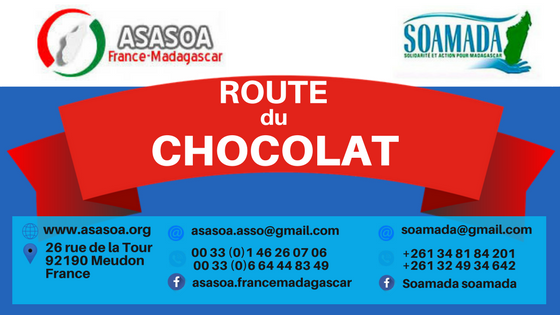 ASASOA
France-Madagascar
SOAMADA
SOLIDARITÉ ET ACTION POUR MADAGASCAR
ROUTE
du
CHOCOLAT
www.asasoa.org
26 rue de la Tour
92190 Meudon
France
asasoa.asso@gmail.com
00 33 (0)1 46 26 07 06
00 33 (0)6 64 44 83 49
asasoa.francemadagascar
soamada@gmail.com
+261 34 81 84 201
+261 32 49 34 642
Soamada soamada